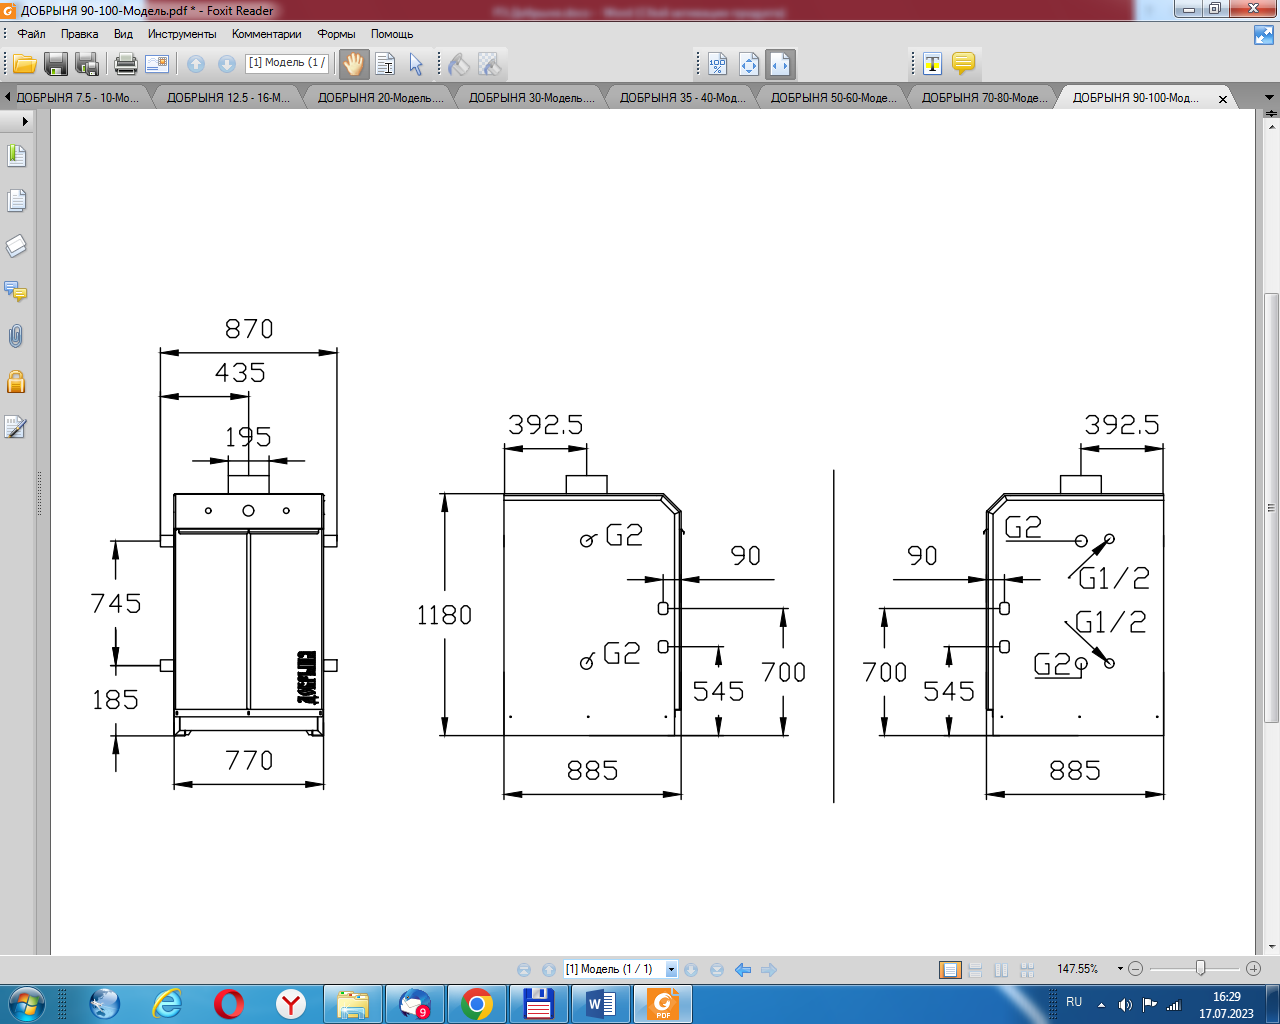 ДОБРЫНЯ 90-100-Модель.pdf * - Foxit Reader
Файл Правка Вид Инструменты Комментарии Формы Помощь
[1] Модель (1 /
ДОБРЫНЯ 7.5 - 10-Мо... ДОБРЫНЯ 12.5 - 16-М... ДОБРЫНЯ 20-Модель.... ДОБРЫНЯ 30-Модель.... ДОБРЫНЯ 35 - 40-Мод... ДОБРЫНЯ 50-60-Моде... ДОБРЫНЯ 70-80-Моде... ДОБРЫНЯ 90-100-Мод...
870
435
195
745
185
770
ДОБРЫНЯ
392.5
G2
90
1180
G2
700
545
885
392.5
G2
90
G1/2
G1/2
G2
700
545
885
[1] Модель (1 / 1)
147.55%
9
PDF
RU
16:29
17.07.2023